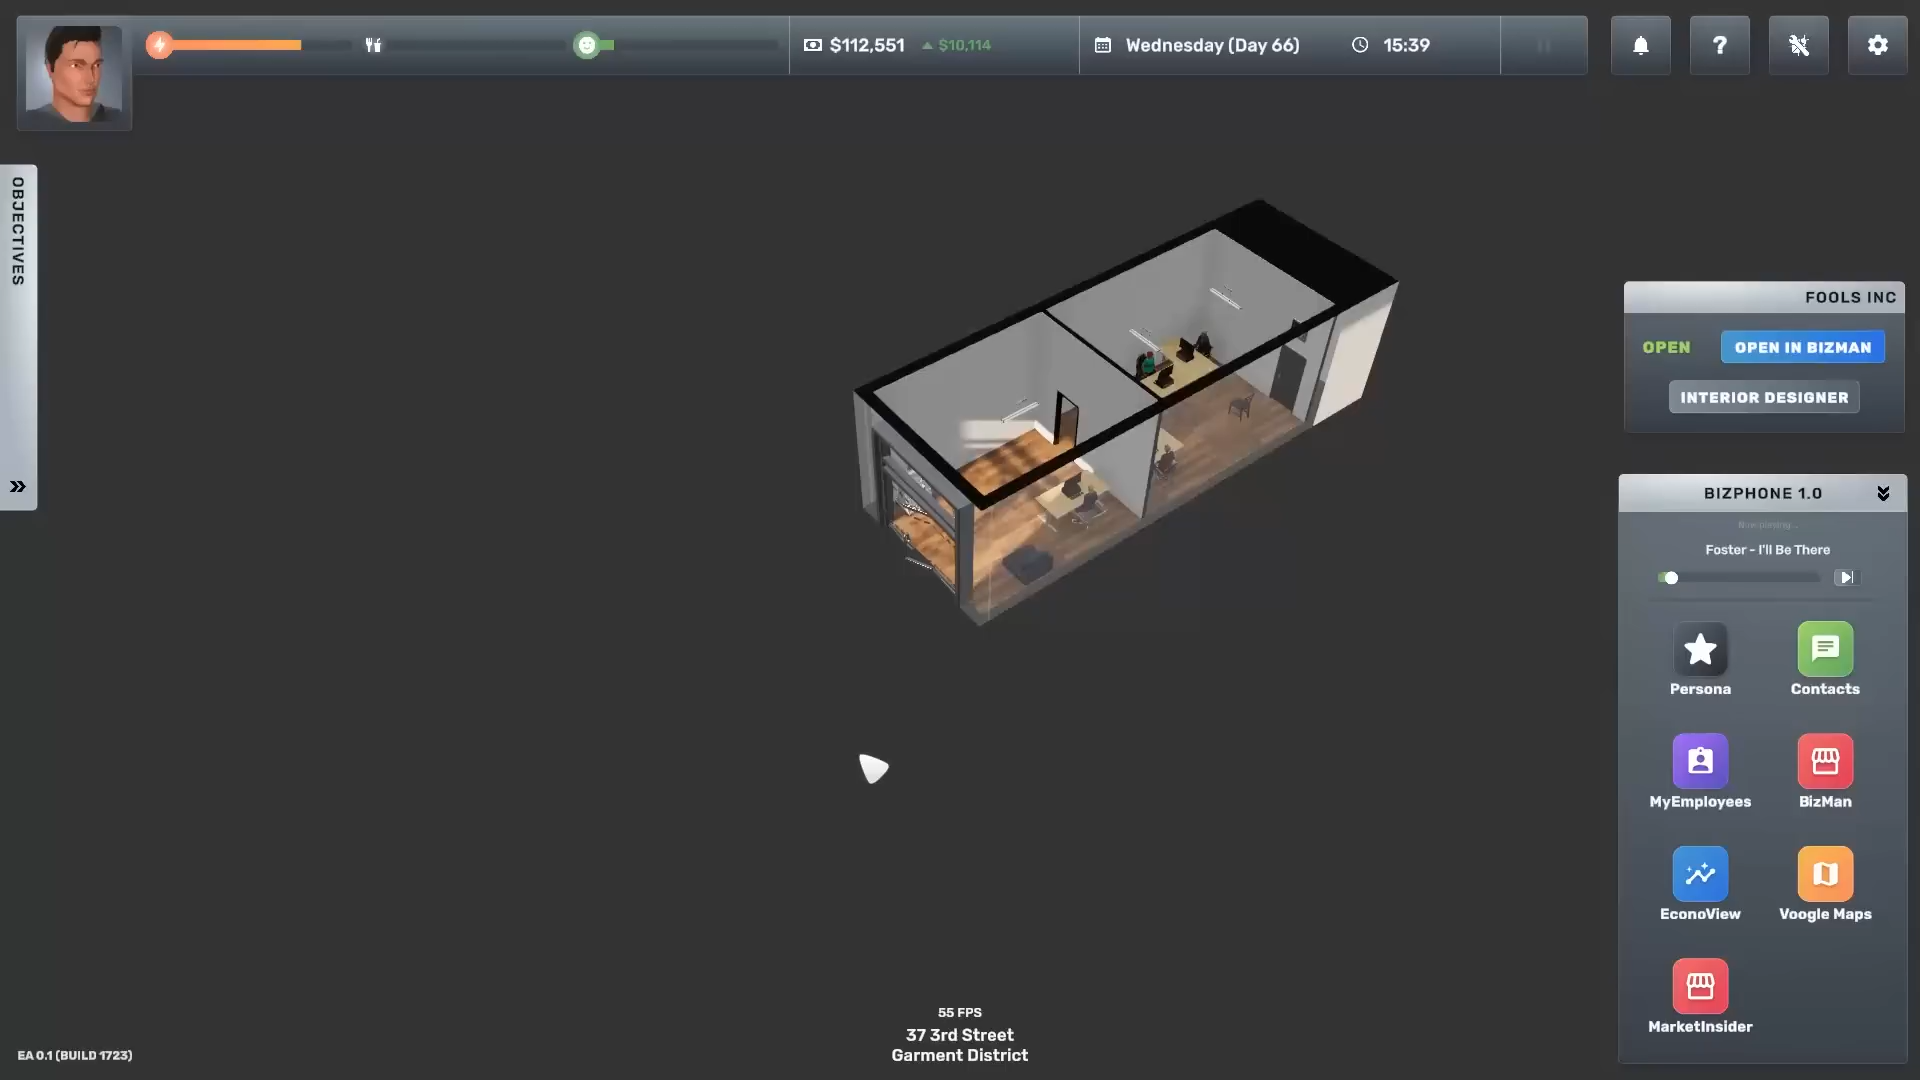 $112,551
$10,114
Wednesday (Day 66)
15:39
?
OBJECTIVES
FOOLS INC
OPEN
OPEN IN BIZMAN
INTERIOR DESIGNER
BIZPHONE 1.0
Now playing...
Foster - I'll Be There
Persona
Contacts
MyEmployees
BizMan
EconoView
Voogle Maps
MarketInsider
55 FPS
37 3rd Street
Garment District
EA 0.1 (BUILD 1723)